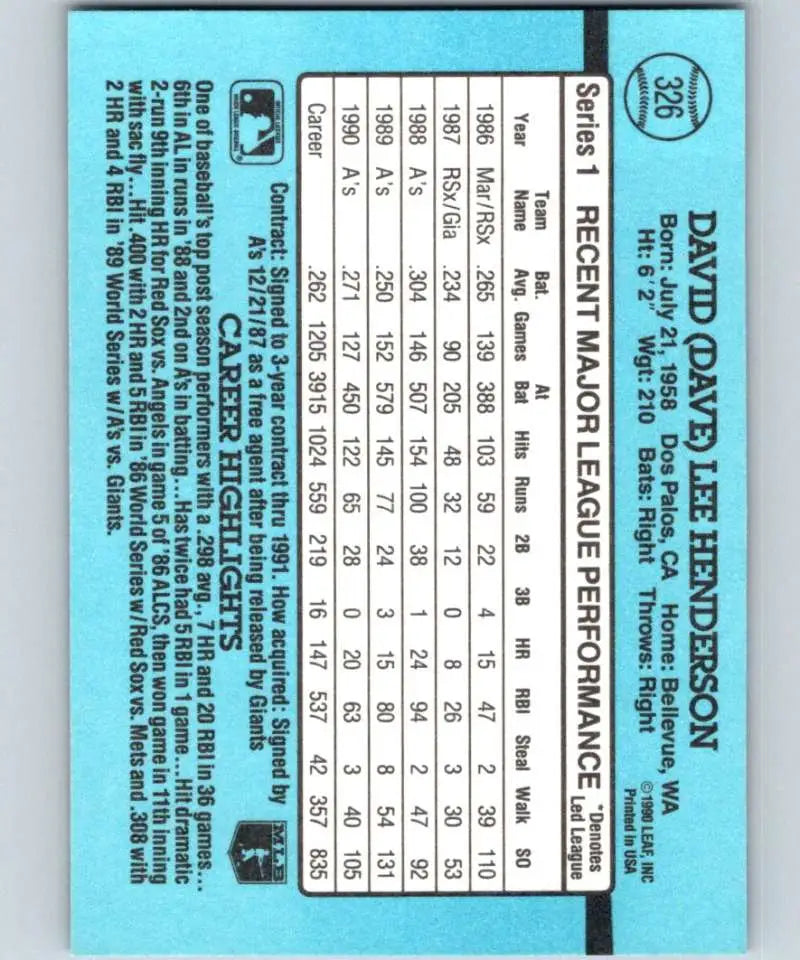 326
DAVID (DAVE) LEE HENDERSON
Born: July 21, 1958 Dos Palos, CA Home: Bellevue, WA
Ht: 6'2" Wgt: 210 Bats: Right Throws: Right
©1990 LEAF, INC
Printed in USA
Series 1 RECENT MAJOR LEAGUE PERFORMANCE *Denotes Led League
Year Team Name Bat. Avg. Games At Bat Hits Runs 2B 3B HR RBI Steal Walk SO
1986 Mar/RSx .265 139 388 103 59 22 4 15 47 2 39 110
1987 RSx/Gia .234 90 205 48 32 12 0 8 26 3 30 53
1988 A's .304 146 507 154 100 38 1 24 94 2 47 92
1989 A's .250 152 579 145 77 24 3 15 80 8 54 131
1990 A's .271 127 450 122 65 28 0 20 63 3 40 105
Career .262 1205 3915 1024 559 219 16 147 537 42 357 835
Contract: Signed to 3-year contract thru 1991. How acquired: Signed by
A's 12/21/87 as a free agent after being released by Giants
MLB
CAREER HIGHLIGHTS
One of baseball's top post season performers with a .298 avg., 7 HR and 20 RBI in 36 games...
6th in AL in runs in '88 and 2nd on A's in batting...Has twice had 5 RBI in 1 game...Hit dramatic
2-run 9th inning HR for Red Sox vs. Angels in game 5 of '86 ALCS, then won game in 11th inning
with sac fly...Hit .400 with 2 HR and 5 RBI in '86 World Series w/Red Sox vs. Mets and .308 with
2 HR and 4 RBI in '89 World Series w/A's vs. Giants.